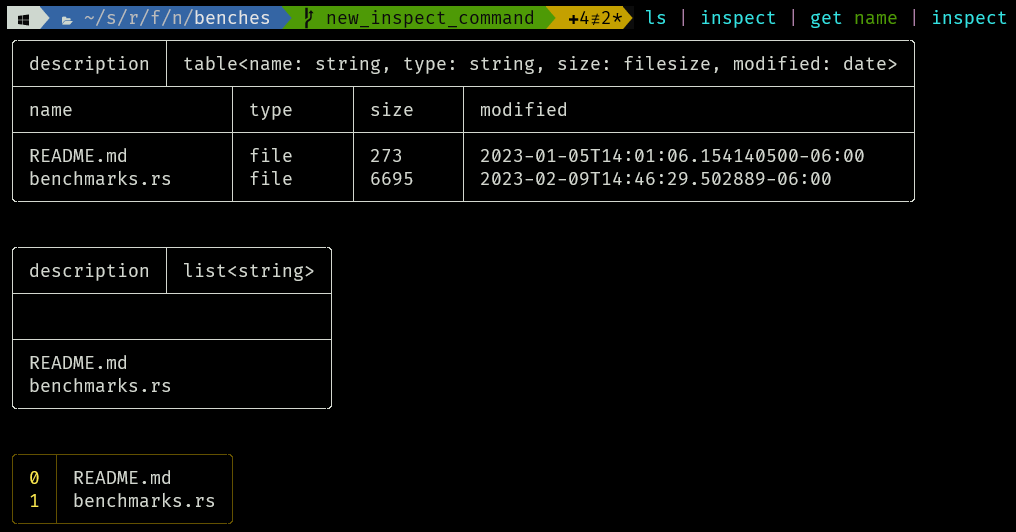 ~/s/r/f/n/benches new_inspect_command +4≢2* ls | inspect | get name | inspect
description table<name: string, type: string, size: filesize, modified: date>
name type size modified
README.md file 273 2023-01-05T14:01:06.154140500-06:00
benchmarks.rs file 6695 2023-02-09T14:46:29.502889-06:00
description list<string>
README.md
benchmarks.rs
0 README.md
1 benchmarks.rs